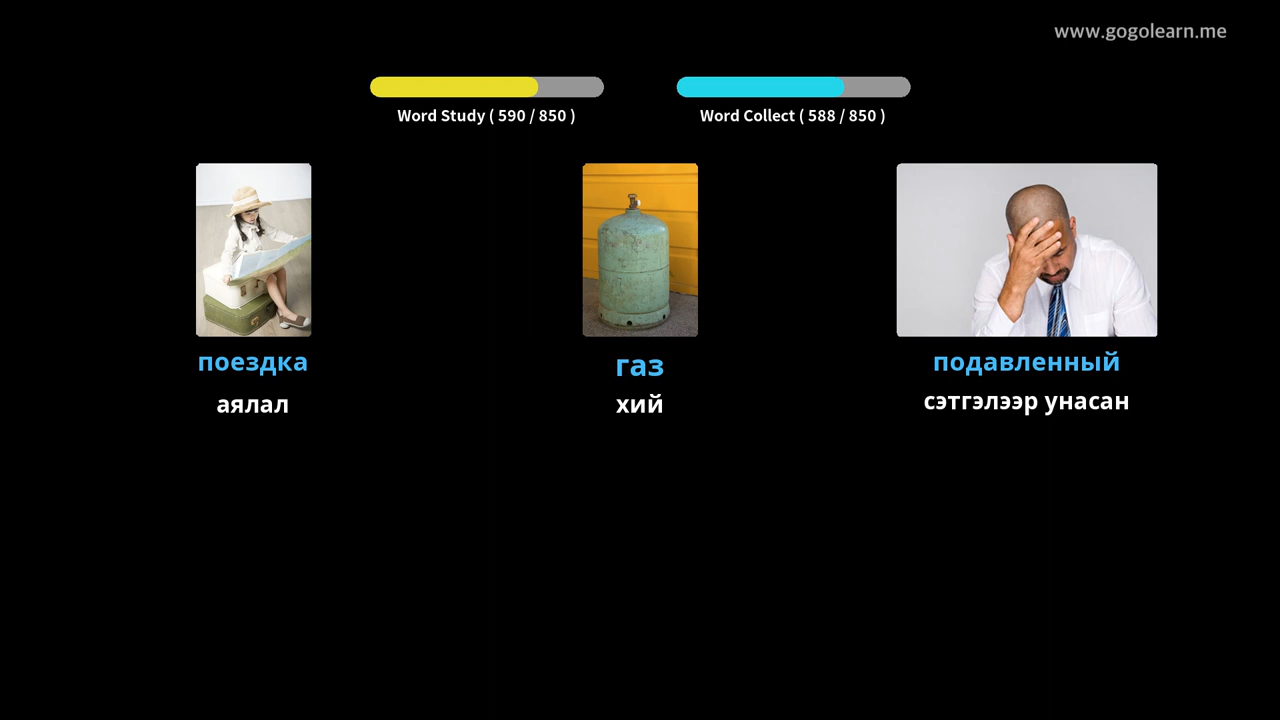 www.gogolearn.me
Word Study ( 590 / 850 )
Word Collect ( 588 / 850 )
поездка
газ
подавленный
аялал
хий
сэтгэлээр унасан